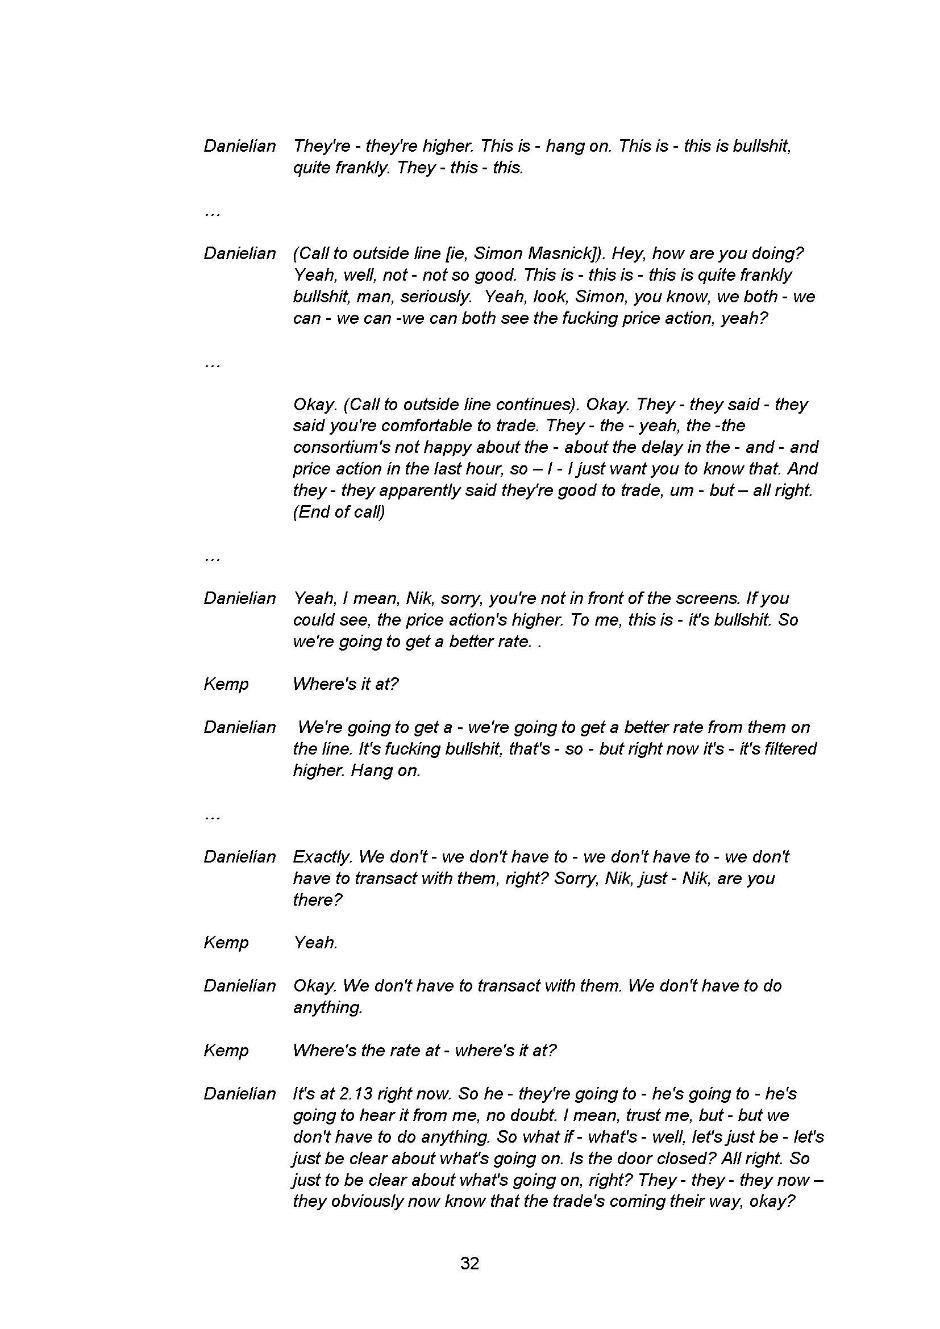 Danielian They're - they're higher. This is - hang on. This is - this is bullshit,
quite frankly. They - this - this.
…
Danielian (Call to outside line [ie, Simon Masnick]). Hey, how are you doing?
Yeah, well, not - not so good. This is - this is - this is quite frankly
bullshit, man, seriously.  Yeah, look, Simon, you know, we both - we
can - we can -we can both see the fucking price action, yeah?
…
Okay. (Call to outside line continues). Okay. They - they said - they
said you're comfortable to trade. They - the - yeah, the -the
consortium's not happy about the - about the delay in the - and - and
price action in the last hour, so – I - I just want you to know that. And
they - they apparently said they're good to trade, um - but – all right.
(End of call)
…
Danielian Yeah, I mean, Nik, sorry, you're not in front of the screens. If you
could see, the price action's higher. To me, this is - it's bullshit. So
we're going to get a better rate. .
Kemp Where's it at?
Danielian We're going to get a - we're going to get a better rate from them on
the line. It's fucking bullshit, that's - so - but right now it's - it's filtered
higher. Hang on.
…
Danielian Exactly. We don't - we don't have to - we don't have to - we don't
have to transact with them, right? Sorry, Nik, just - Nik, are you
there?
Kemp Yeah.
Danielian Okay. We don't have to transact with them. We don't have to do
anything.
Kemp Where's the rate at - where's it at?
Danielian It's at 2.13 right now. So he - they're going to - he's going to - he's
going to hear it from me, no doubt. I mean, trust me, but - but we
don't have to do anything. So what if - what's - well, let's just be - let's
just be clear about what's going on. Is the door closed? All right. So
just to be clear about what's going on, right? They - they - they now –
they obviously now know that the trade's coming their way, okay?
32